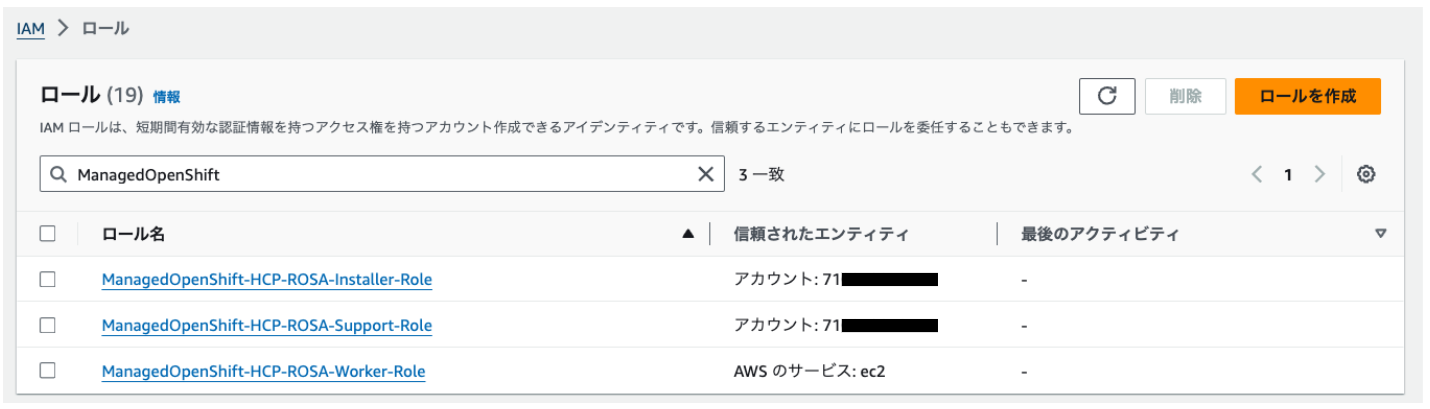 IAM > ロール
ロール (19) 情報
削除
ロールを作成
IAM ロールは、短期間有効な認証情報を持つアクセス権を持つアカウント作成できるアイデンティティです。信頼するエンティティにロールを委任することもできます。
ManagedOpenShift
3 一致
1
ロール名 信頼されたエンティティ 最後のアクティビティ
ManagedOpenShift-HCP-ROSA-Installer-Role アカウント: 71 -
ManagedOpenShift-HCP-ROSA-Support-Role アカウント: 71 -
ManagedOpenShift-HCP-ROSA-Worker-Role AWS のサービス: ec2 -